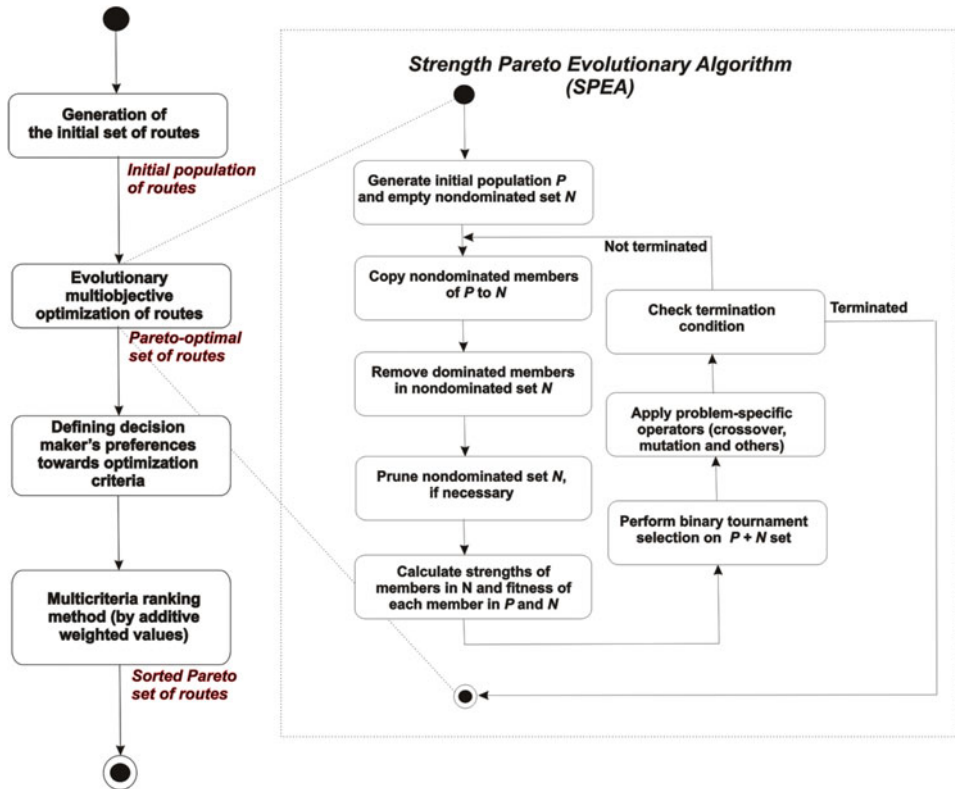 Generation of
the initial set of routes
Initial population
of routes
Evolutionary
multiobjective
optimization of routes
Pareto-optimal
set of routes
Defining decision
maker's preferences
towards optimization
criteria
Multicriteria ranking
method (by additive
weighted values)
Sorted Pareto
set of routes
Strength Pareto Evolutionary Algorithm
(SPEA)
Generate initial population P
and empty nondominated set N
Copy nondominated members
of P to N
Remove dominated members
in nondominated set N
Prune nondominated set N,
if necessary
Calculate strengths of
members in N and fitness of
each member in P and N
Perform binary tournament
selection on P + N set
Apply problem-specific
operators (crossover,
mutation and others)
Check termination
condition
Not terminated
Terminated